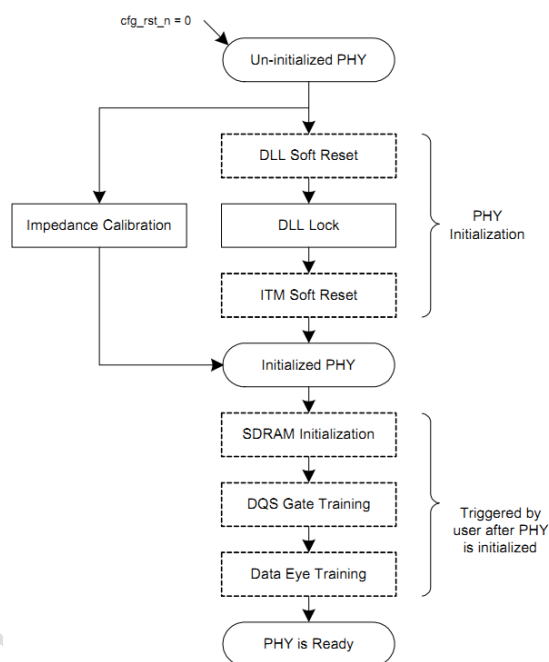 cfg_rst_n = 0
Un-initialized PHY
DLL Soft Reset
Impedance Calibration
DLL Lock
PHY
Initialization
ITM Soft Reset
Initialized PHY
SDRAM Initialization
DQS Gate Training
Triggered by
user after PHY
is initialized
Data Eye Training
PHY is Ready